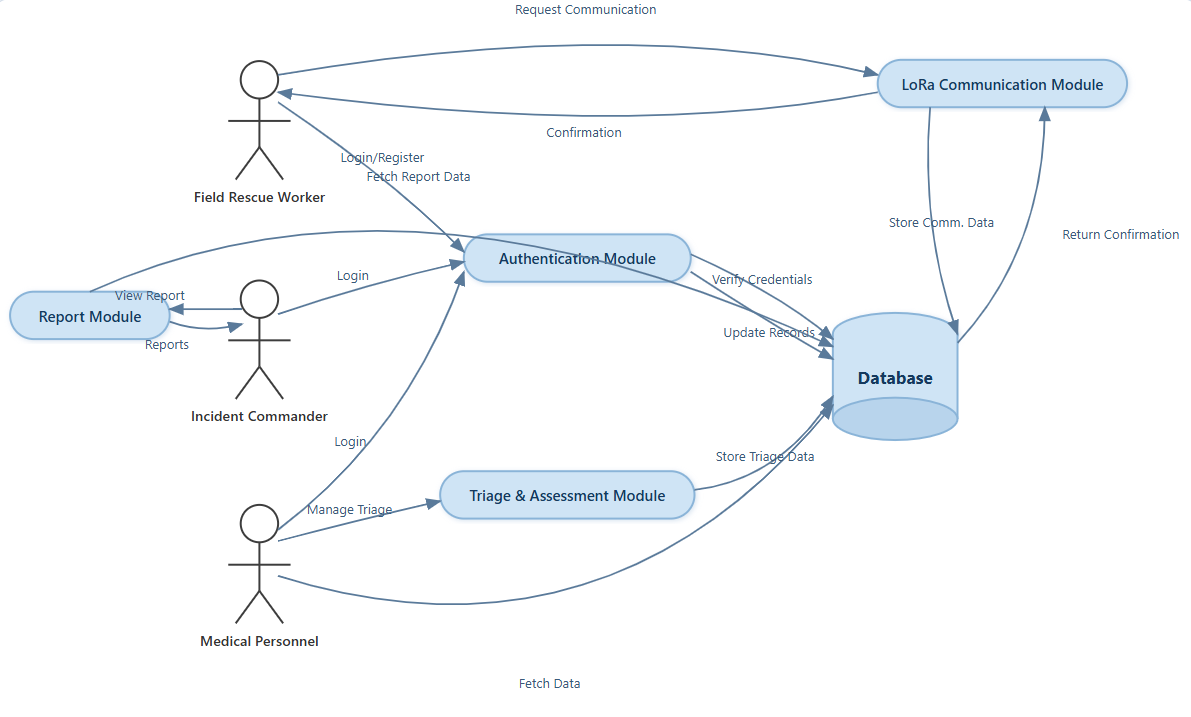 Request Communication
LoRa Communication Module
Confirmation
Login/Register
Fetch Report Data
Field Rescue Worker
Store Comm. Data
Return Confirmation
Authentication Module
Login
Verify Credentials
View Report
Report Module
Update Records
Reports
Database
Incident Commander
Login
Store Triage Data
Triage & Assessment Module
Manage Triage
Medical Personnel
Fetch Data